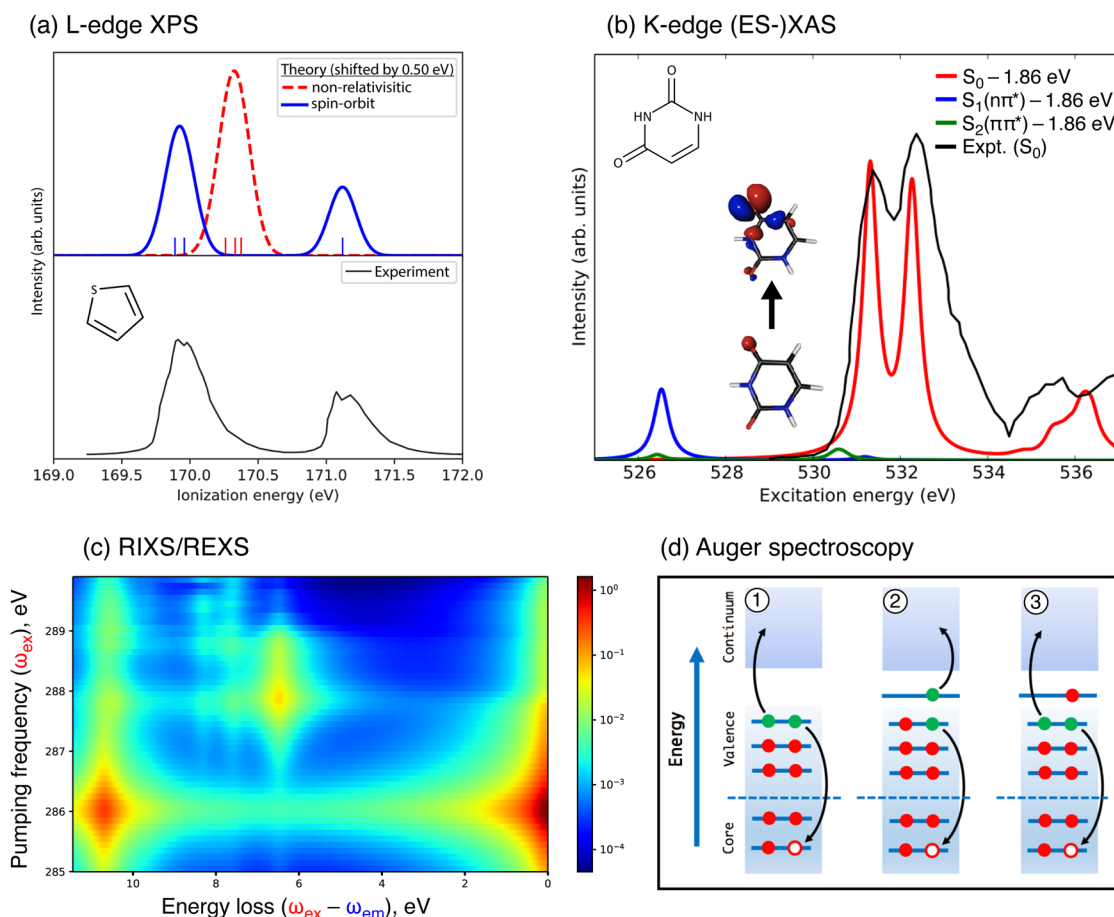 (a) L-edge XPS
Theory (shifted by 0.50 eV)
non-relativisitic
spin-orbit
Intensity (arb. units)
Experiment
S
169.0 169.5 170.0 170.5 171.0 171.5 172.0
Ionization energy (eV)
(b) K-edge (ES-)XAS
O
HN NH
O
S0 − 1.86 eV
S1(nπ*) − 1.86 eV
S2(ππ*) − 1.86 eV
Expt. (S0)
Intensity (arb. units)
526 528 530 532 534 536
Excitation energy (eV)
(c) RIXS/REXS
Pumping frequency (ωex), eV
289
288
287
286
285
10 8 6 4 2 0
Energy loss (ωex − ωem), eV
10^0
10^-1
10^-2
10^-3
10^-4
(d) Auger spectroscopy
Energy
Continuum
Valence
Core
1
2
3